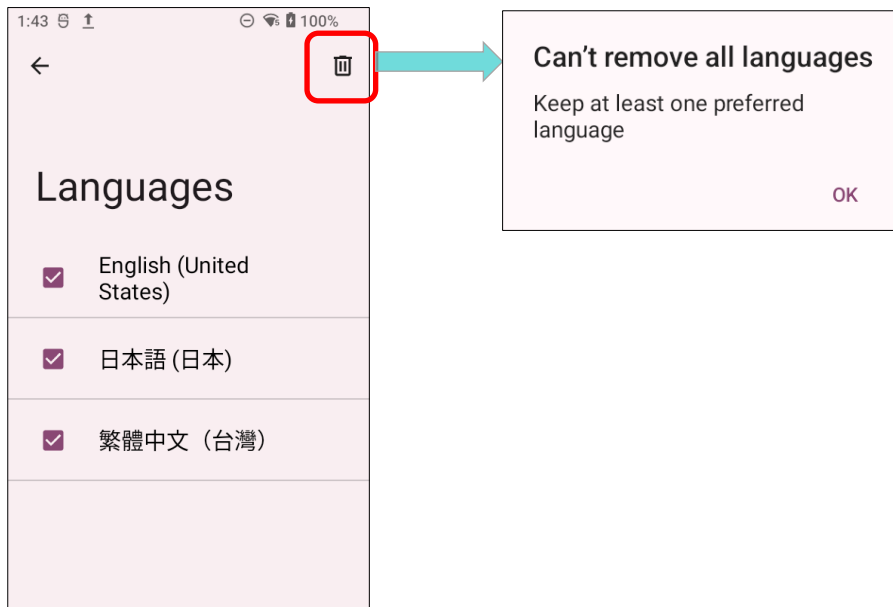 1:43 100%
Languages
English (United
States)
日本語 (日本)
繁體中文（台灣）
Can’t remove all languages
Keep at least one preferred
language
OK